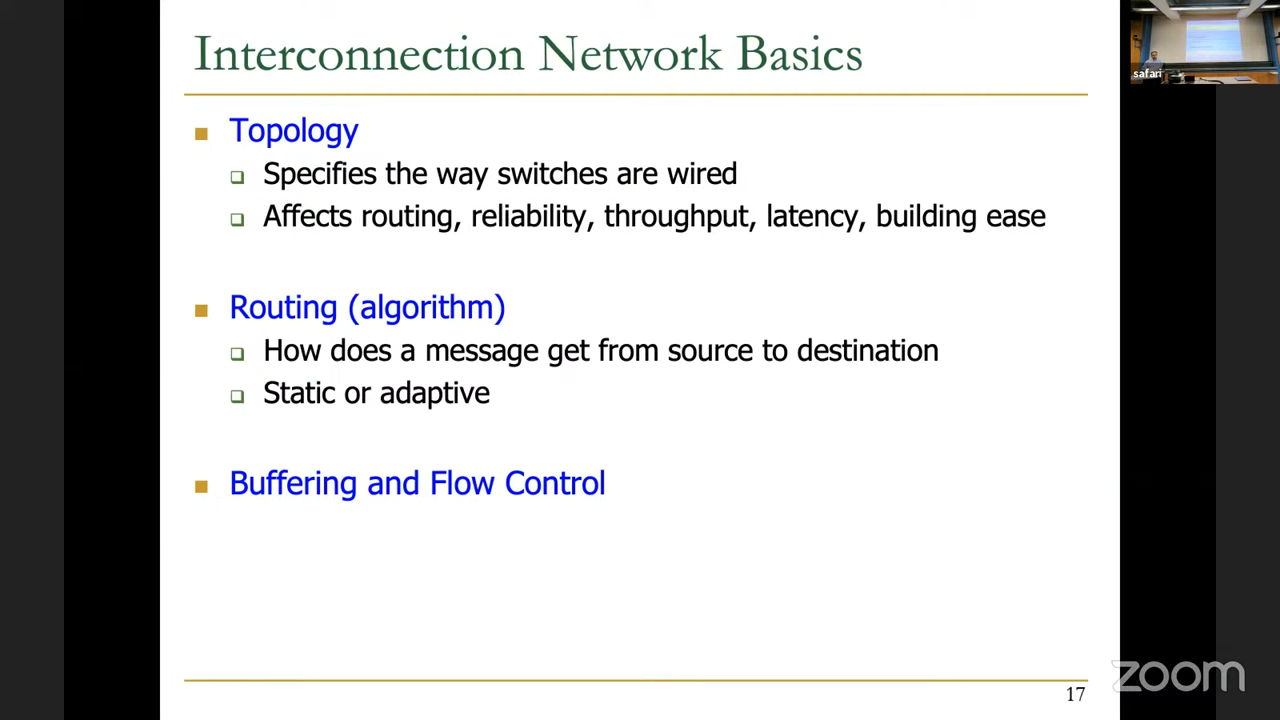 Interconnection Network Basics
Topology
Specifies the way switches are wired
Affects routing, reliability, throughput, latency, building ease
Routing (algorithm)
How does a message get from source to destination
Static or adaptive
Buffering and Flow Control
17
safari
zoom